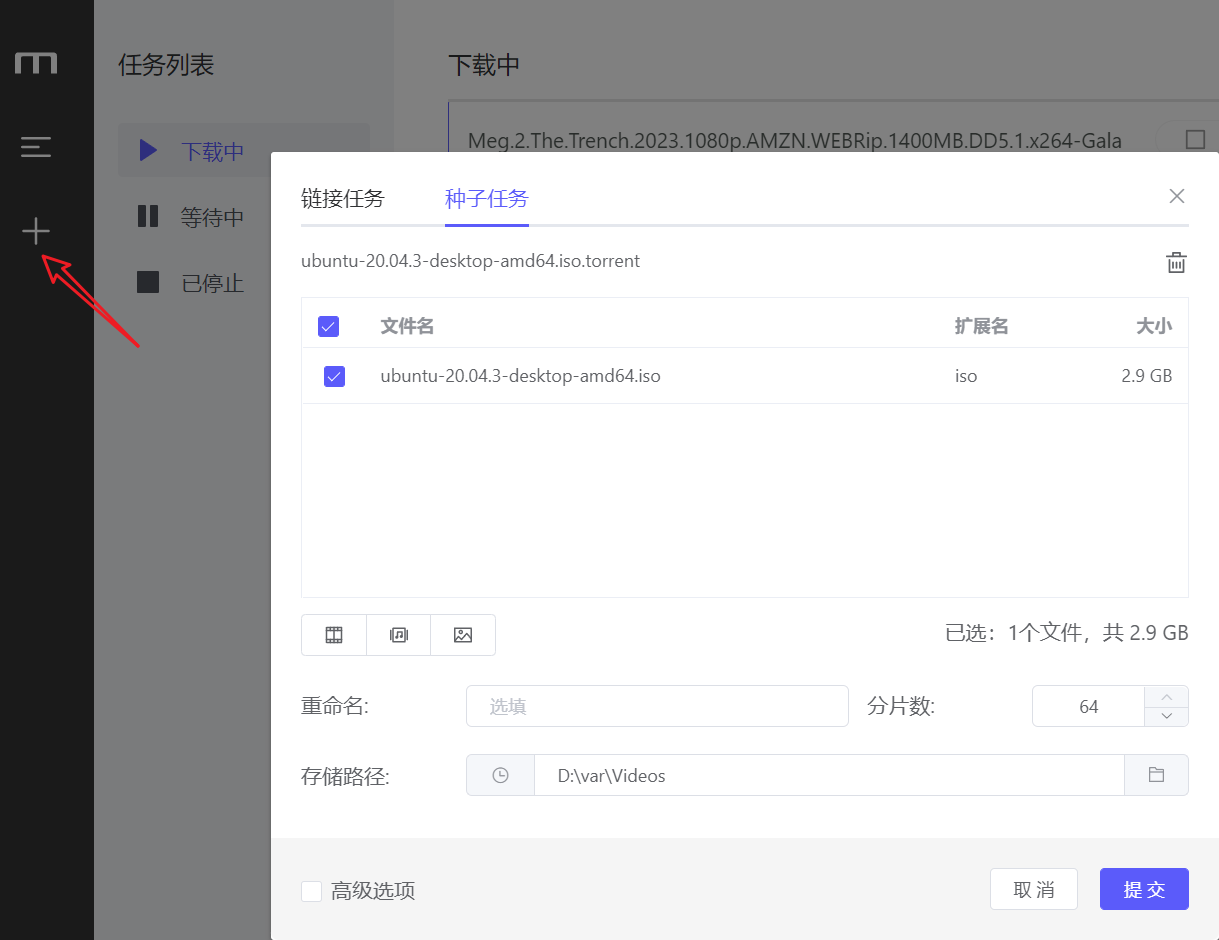 任务列表
下载中
等待中
已停止
下载中
Meg.2.The.Trench.2023.1080p.AMZN.WEBRip.1400MB.DD5.1.x264-Gala
链接任务 种子任务
ubuntu-20.04.3-desktop-amd64.iso.torrent
文件名 扩展名 大小
ubuntu-20.04.3-desktop-amd64.iso iso 2.9 GB
已选：1个文件，共 2.9 GB
重命名: 选填 分片数: 64
存储路径: D:\var\Videos
高级选项 取消 提交